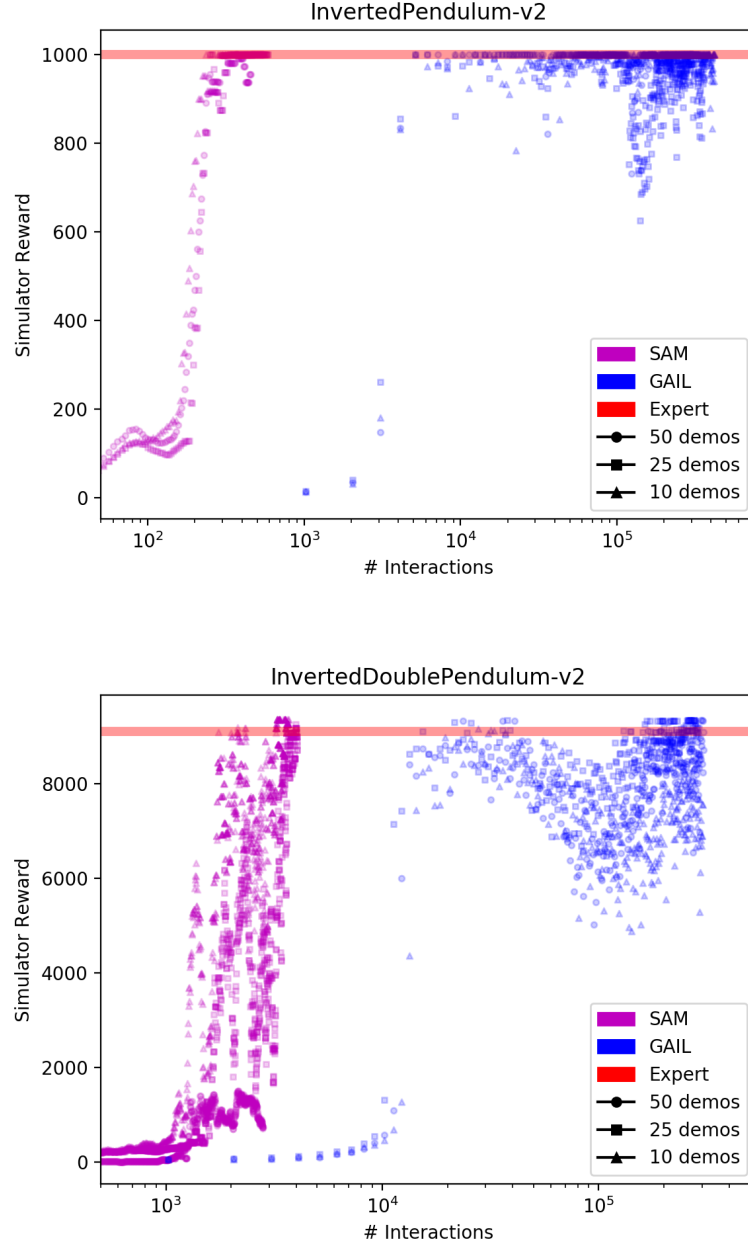 InvertedPendulum-v2
1000
800
600
400
200
0
Simulator Reward
SAM
GAIL
Expert
50 demos
25 demos
10 demos
10²
10³
10⁴
10⁵
# Interactions
InvertedDoublePendulum-v2
8000
6000
4000
2000
0
Simulator Reward
SAM
GAIL
Expert
50 demos
25 demos
10 demos
10³
10⁴
10⁵
# Interactions